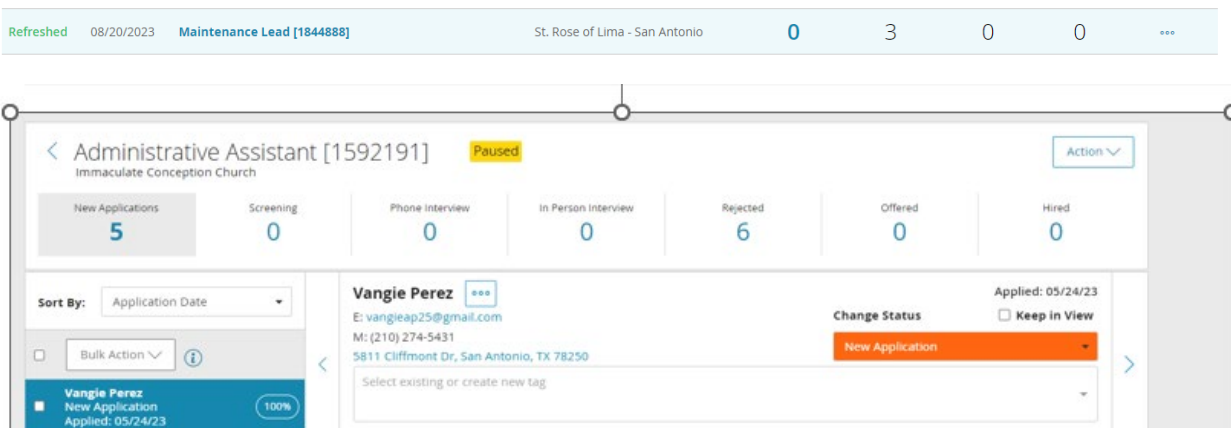 Refreshed 08/20/2023 Maintenance Lead [1844888] St. Rose of Lima - San Antonio 0 3 0 0
Administrative Assistant [1592191] Paused Action
Immaculate Conception Church
New Applications Screening Phone Interview In Person Interview Rejected Offered Hired
5 0 0 0 6 0 0
Sort By: Application Date
Bulk Action
Vangie Perez
New Application
Applied: 05/24/23
100%
Vangie Perez Applied: 05/24/23
E: vangieap25@gmail.com Change Status Keep in View
M: (210) 274-5431
5811 Cliffmont Dr, San Antonio, TX 78250 New Application
Select existing or create new tag